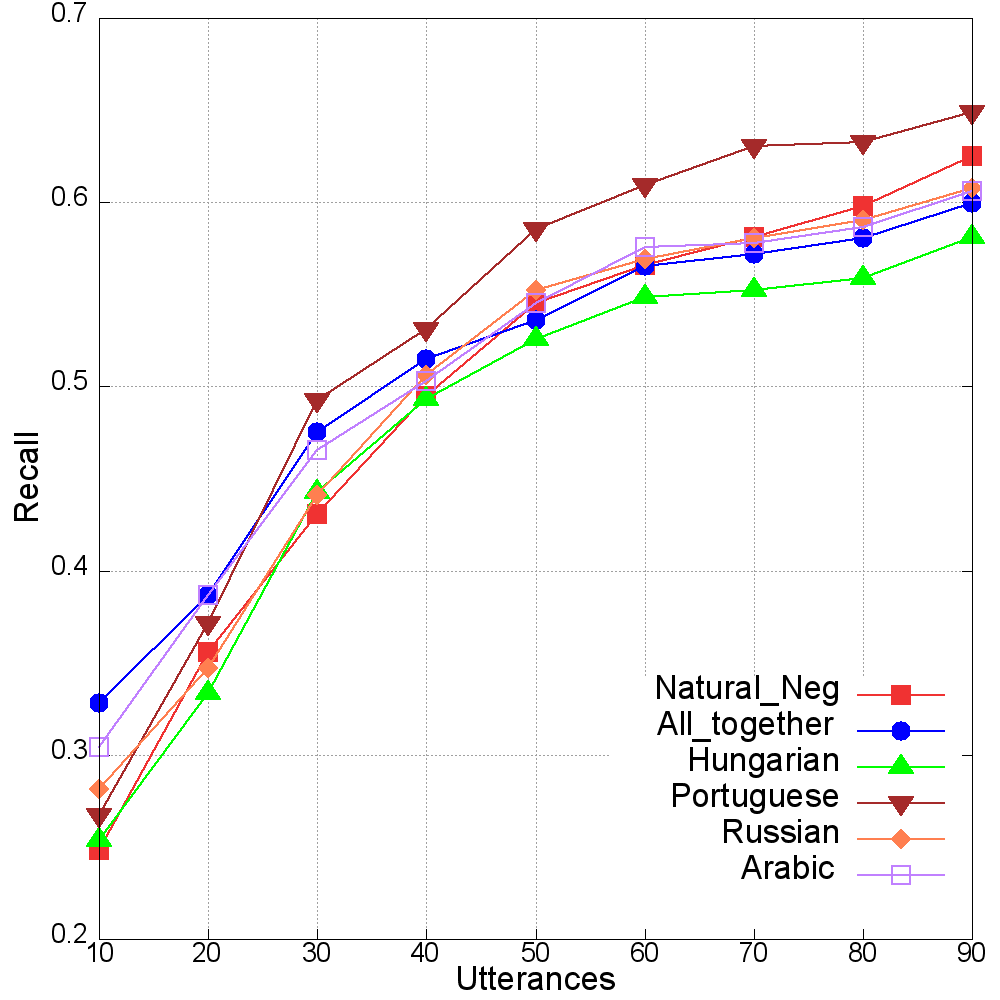 0.7
0.6
0.5
0.4
0.3
0.2
Recall
10 20 30 40 50 60 70 80 90
Utterances
Natural_Neg
All_together
Hungarian
Portuguese
Russian
Arabic